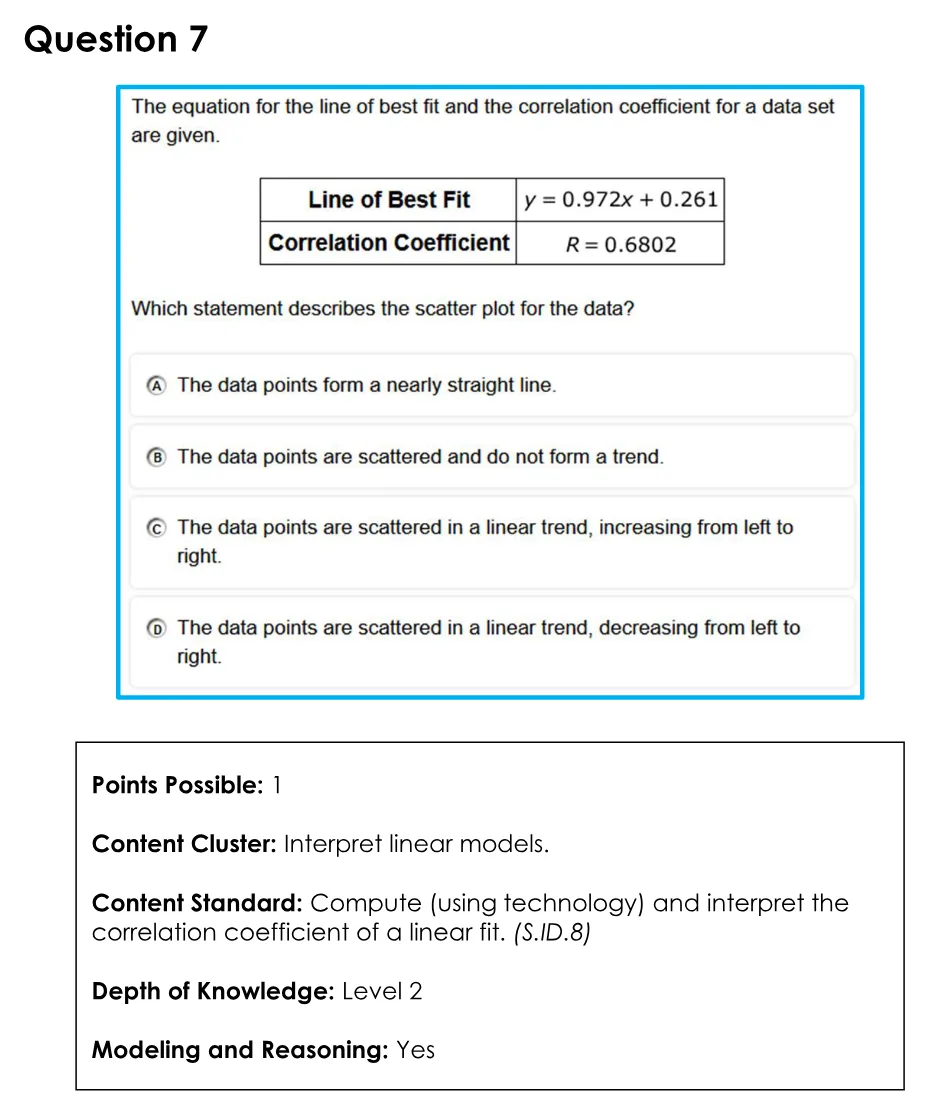 Question 7
The equation for the line of best fit and the correlation coefficient for a data set
are given.
Line of Best Fit y = 0.972x + 0.261
Correlation Coefficient R = 0.6802
Which statement describes the scatter plot for the data?
A The data points form a nearly straight line.
B The data points are scattered and do not form a trend.
C The data points are scattered in a linear trend, increasing from left to
right.
D The data points are scattered in a linear trend, decreasing from left to
right.
Points Possible: 1
Content Cluster: Interpret linear models.
Content Standard: Compute (using technology) and interpret the
correlation coefficient of a linear fit. (S.ID.8)
Depth of Knowledge: Level 2
Modeling and Reasoning: Yes